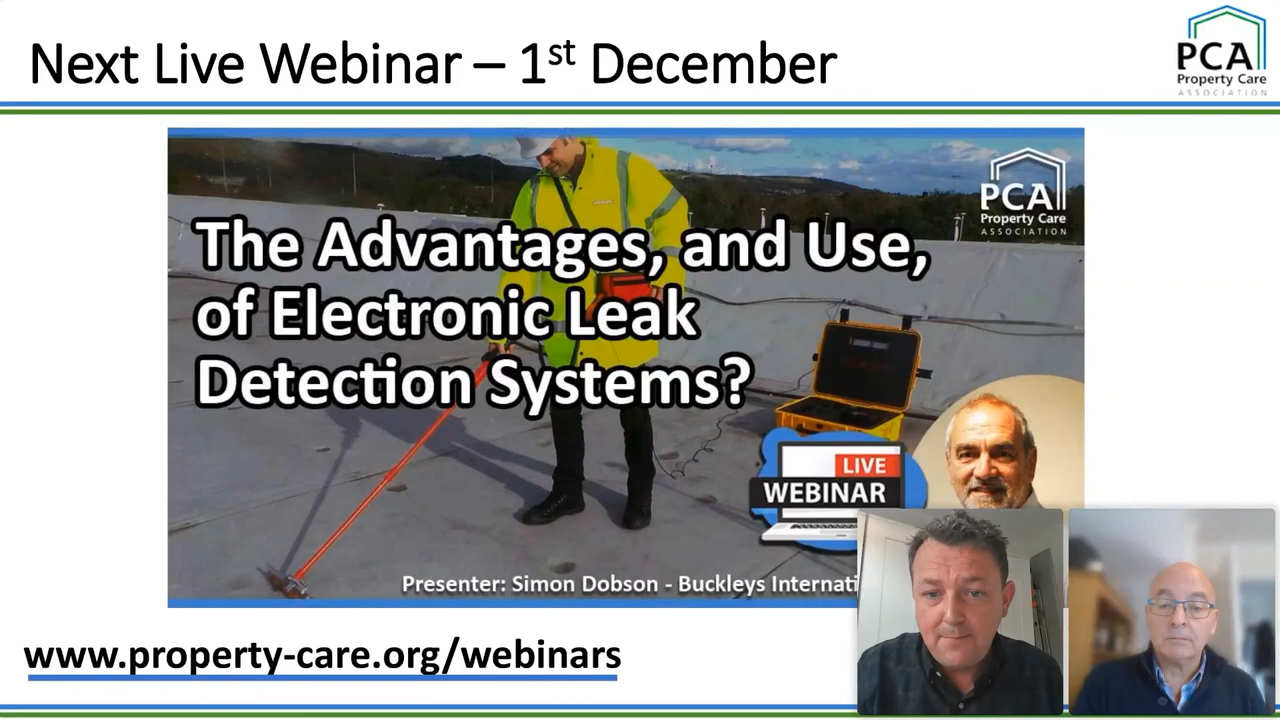 Next Live Webinar – 1st December
PCA
Property Care
ASSOCIATION
PCA
Property Care
ASSOCIATION
The Advantages, and Use,
of Electronic Leak
Detection Systems?
LIVE
WEBINAR
Presenter: Simon Dobson - Buckleys Internati
www.property-care.org/webinars